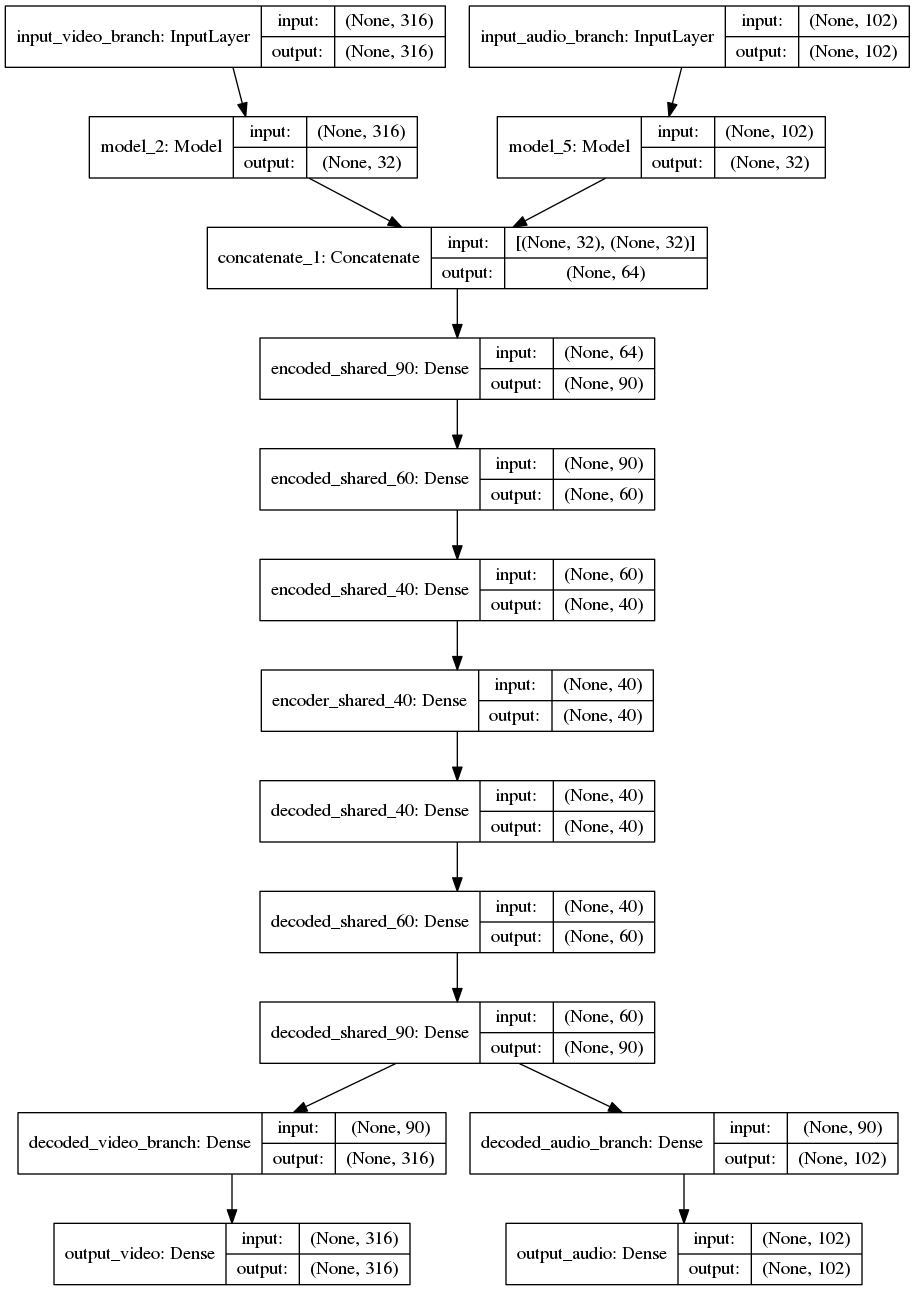 input_video_branch: InputLayer
input: (None, 316)
output: (None, 316)
input_audio_branch: InputLayer
input: (None, 102)
output: (None, 102)
model_2: Model
input: (None, 316)
output: (None, 32)
model_5: Model
input: (None, 102)
output: (None, 32)
concatenate_1: Concatenate
input: [(None, 32), (None, 32)]
output: (None, 64)
encoded_shared_90: Dense
input: (None, 64)
output: (None, 90)
encoded_shared_60: Dense
input: (None, 90)
output: (None, 60)
encoded_shared_40: Dense
input: (None, 60)
output: (None, 40)
encoder_shared_40: Dense
input: (None, 40)
output: (None, 40)
decoded_shared_40: Dense
input: (None, 40)
output: (None, 40)
decoded_shared_60: Dense
input: (None, 40)
output: (None, 60)
decoded_shared_90: Dense
input: (None, 60)
output: (None, 90)
decoded_video_branch: Dense
input: (None, 90)
output: (None, 316)
decoded_audio_branch: Dense
input: (None, 90)
output: (None, 102)
output_video: Dense
input: (None, 316)
output: (None, 316)
output_audio: Dense
input: (None, 102)
output: (None, 102)